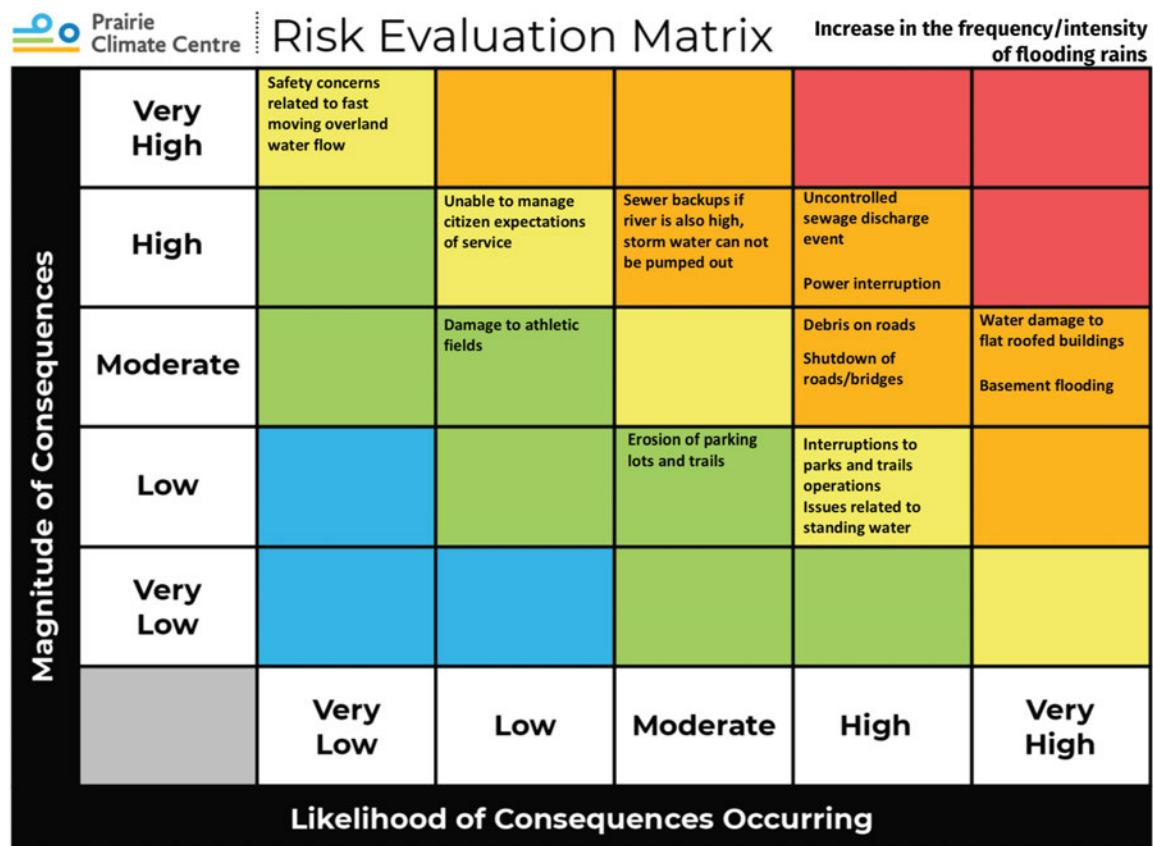 Prairie
Climate Centre
Risk Evaluation Matrix
Increase in the frequency/intensity
of flooding rains
Magnitude of Consequences
Very
High
Safety concerns
related to fast
moving overland
water flow
High
Unable to manage
citizen expectations
of service
Sewer backups if
river is also high,
storm water can not
be pumped out
Uncontrolled
sewage discharge
event
Power interruption
Moderate
Damage to athletic
fields
Debris on roads
Shutdown of
roads/bridges
Water damage to
flat roofed buildings
Basement flooding
Low
Erosion of parking
lots and trails
Interruptions to
parks and trails
operations
Issues related to
standing water
Very
Low
Very
Low
Low
Moderate
High
Very
High
Likelihood of Consequences Occurring